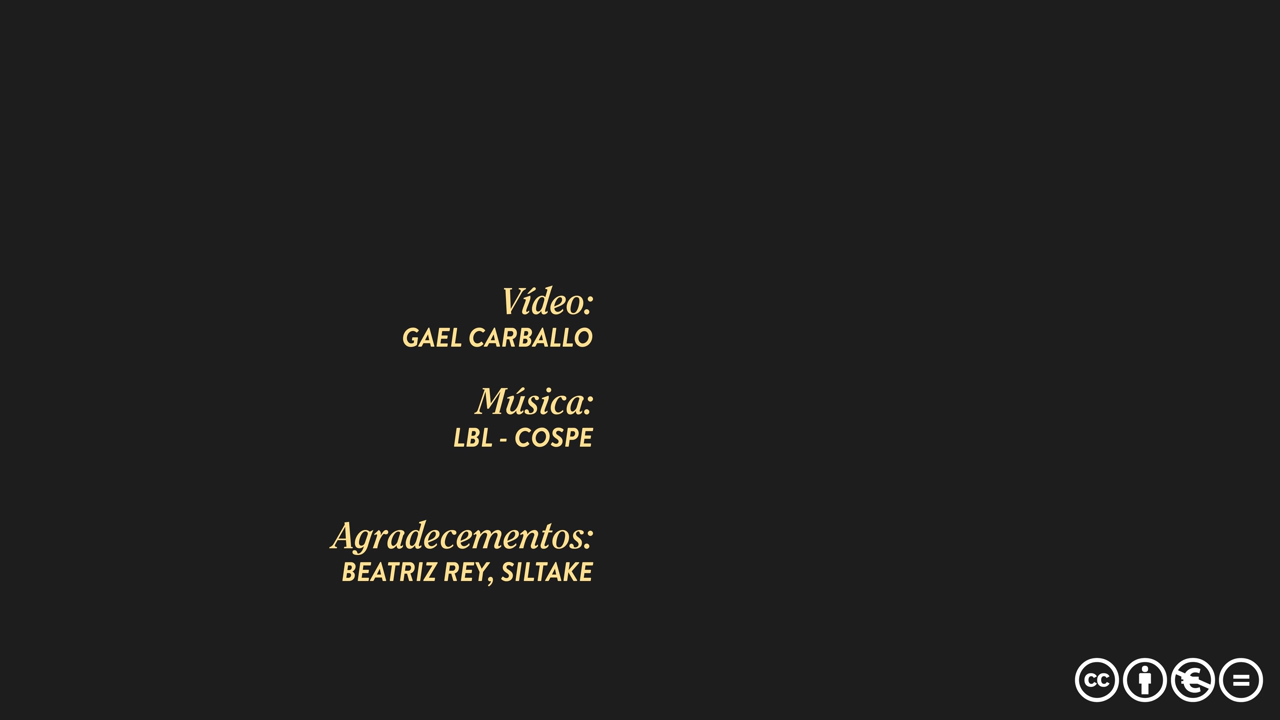 Vídeo:
GAEL CARBALLO
Música:
LBL - COSPE
Agradecementos:
BEATRIZ REY, SILTAKE
cc